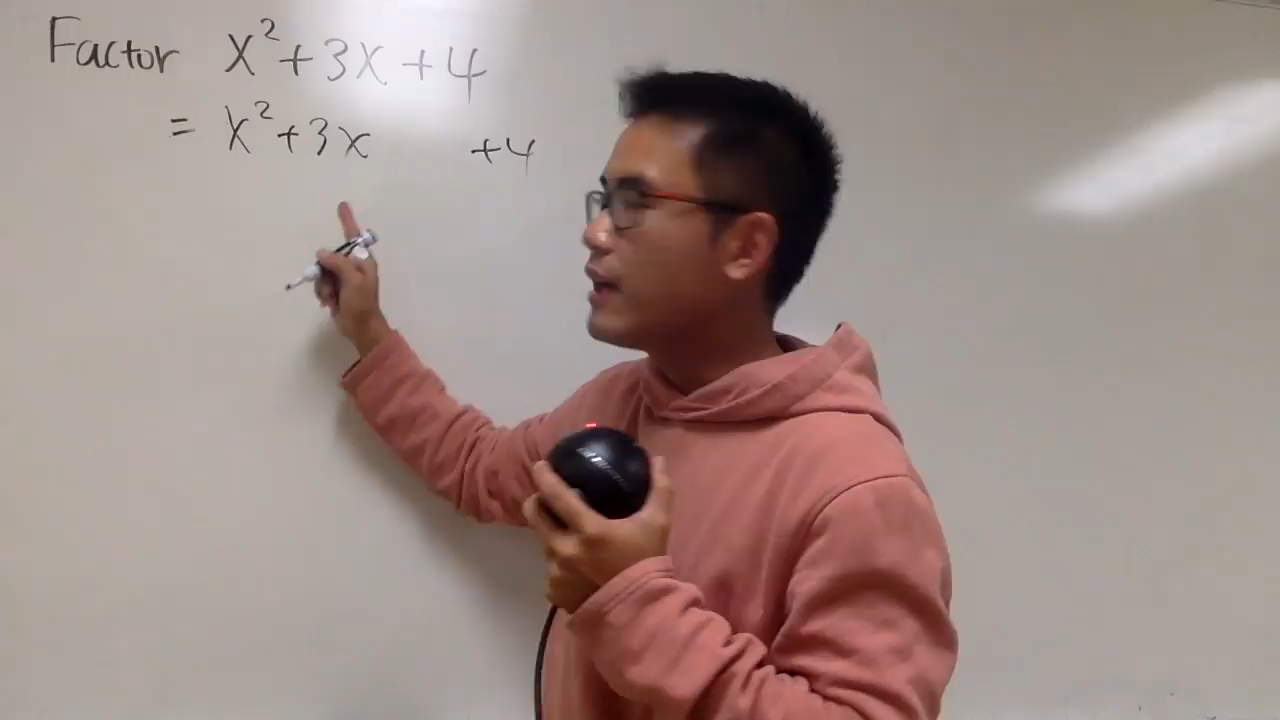 Factor x²+3x+4
= x²+3x +4